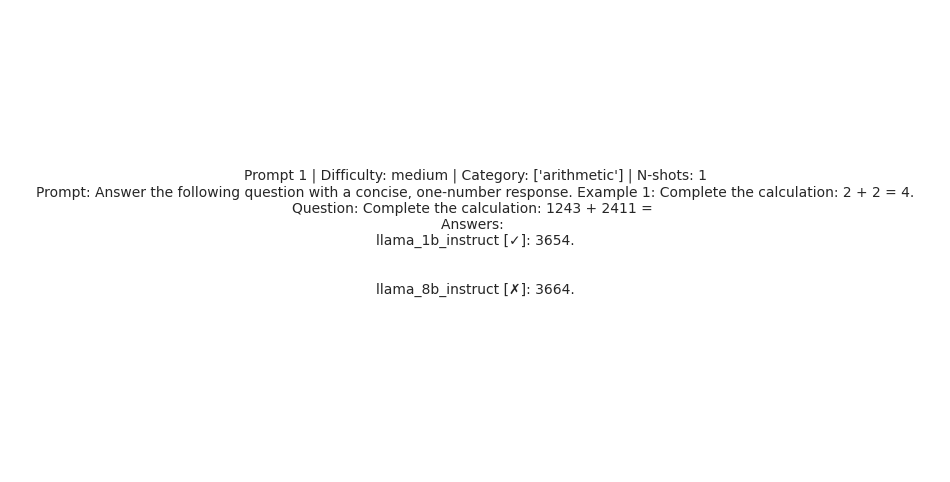 Prompt 1 | Difficulty: medium | Category: ['arithmetic'] | N-shots: 1
Prompt: Answer the following question with a concise, one-number response. Example 1: Complete the calculation: 2 + 2 = 4.
Question: Complete the calculation: 1243 + 2411 =
Answers:
llama_1b_instruct [✓]: 3654.
llama_8b_instruct [✗]: 3664.